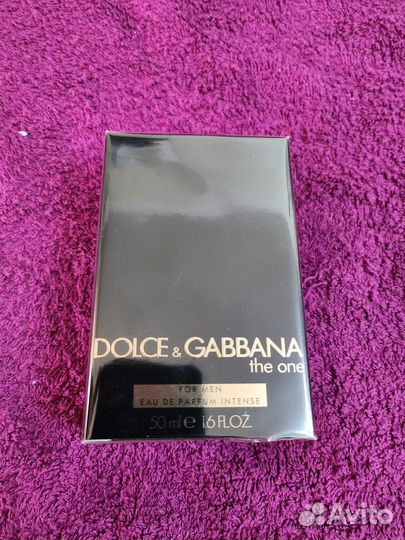 DOLCE & GABBANA
the one
FOR MEN
EAU DE PARFUM INTENSE
50 ml e 1.6 FL.OZ.
Avito